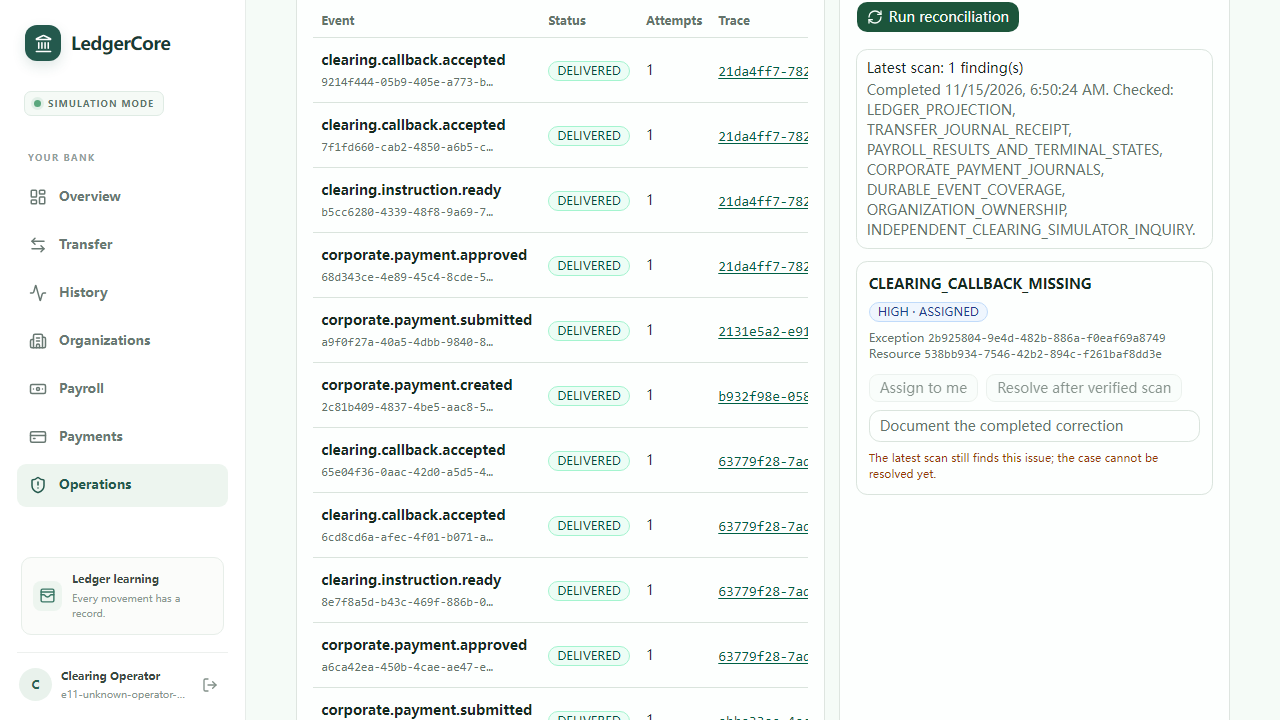 LedgerCore
SIMULATION MODE
YOUR BANK
Overview
Transfer
History
Organizations
Payroll
Payments
Operations
Ledger learning
Every movement has a
record.
C
Clearing Operator
e11-unknown-operator-...
Event Status Attempts Trace
clearing.callback.accepted
9214f444-05b9-405e-a773-b… DELIVERED 1 21da4ff7-782
clearing.callback.accepted
7f1fd660-cab2-4850-a6b5-c… DELIVERED 1 21da4ff7-782
clearing.instruction.ready
b5cc6280-4339-48f8-9a69-7… DELIVERED 1 21da4ff7-782
corporate.payment.approved
68d343ce-4e89-45c4-8cde-5… DELIVERED 1 21da4ff7-782
corporate.payment.submitted
a9f0f27a-40a5-4dbb-9840-8… DELIVERED 1 2131e5a2-e91
corporate.payment.created
2c81b409-4837-4be5-aac8-5… DELIVERED 1 b932f98e-058
clearing.callback.accepted
65e04f36-0aac-42d0-a5d5-4… DELIVERED 1 63779f28-7ad
clearing.callback.accepted
6cd8cd6a-afec-4f01-b071-a… DELIVERED 1 63779f28-7ad
clearing.instruction.ready
8e7f8a5d-b43c-469f-886b-0… DELIVERED 1 63779f28-7ad
corporate.payment.approved
a6ca42ea-450b-4cae-ae47-e… DELIVERED 1 63779f28-7ad
corporate.payment.submitted
DELIVERED 1
Run reconciliation
Latest scan: 1 finding(s)
Completed 11/15/2026, 6:50:24 AM. Checked:
LEDGER_PROJECTION,
TRANSFER_JOURNAL_RECEIPT,
PAYROLL_RESULTS_AND_TERMINAL_STATES,
CORPORATE_PAYMENT_JOURNALS,
DURABLE_EVENT_COVERAGE,
ORGANIZATION_OWNERSHIP,
INDEPENDENT_CLEARING_SIMULATOR_INQUIRY.
CLEARING_CALLBACK_MISSING
HIGH · ASSIGNED
Exception 2b925804-9e4d-482b-886a-f0eaf69a8749
Resource 538bb934-7546-42b2-894c-f261baf8dd3e
Assign to me Resolve after verified scan
Document the completed correction
The latest scan still finds this issue; the case cannot be
resolved yet.